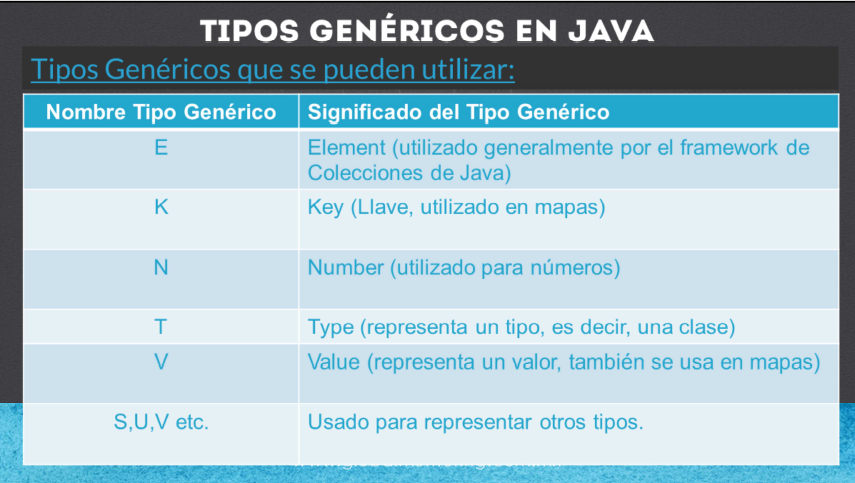 TIPOS GENÉRICOS EN JAVA
Tipos Genéricos que se pueden utilizar:
Nombre Tipo Genérico Significado del Tipo Genérico
E Element (utilizado generalmente por el framework de
Colecciones de Java)
K Key (Llave, utilizado en mapas)
N Number (utilizado para números)
T Type (representa un tipo, es decir, una clase)
V Value (representa un valor, también se usa en mapas)
S,U,V etc. Usado para representar otros tipos.